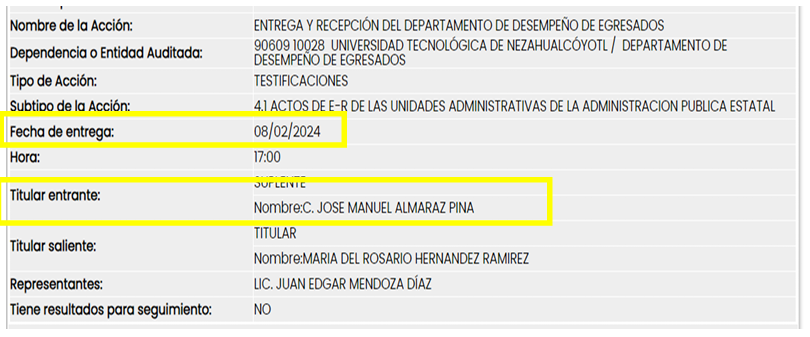 Nombre de la Acción: ENTREGA Y RECEPCIÓN DEL DEPARTAMENTO DE DESEMPEÑO DE EGRESADOS
Dependencia o Entidad Auditada: 90609 10028 UNIVERSIDAD TECNOLÓGICA DE NEZAHUALCÓYOTL / DEPARTAMENTO DE
DESEMPEÑO DE EGRESADOS
Tipo de Acción: TESTIFICACIONES
Subtipo de la Acción: 4.1 ACTOS DE E-R DE LAS UNIDADES ADMINISTRATIVAS DE LA ADMINISTRACION PUBLICA ESTATAL
Fecha de entrega: 08/02/2024
Hora: 17:00
Titular entrante: SUPLENTE
Nombre:C. JOSE MANUEL ALMARAZ PINA
Titular saliente: TITULAR
Nombre:MARIA DEL ROSARIO HERNANDEZ RAMIREZ
Representantes: LIC. JUAN EDGAR MENDOZA DÍAZ
Tiene resultados para seguimiento: NO